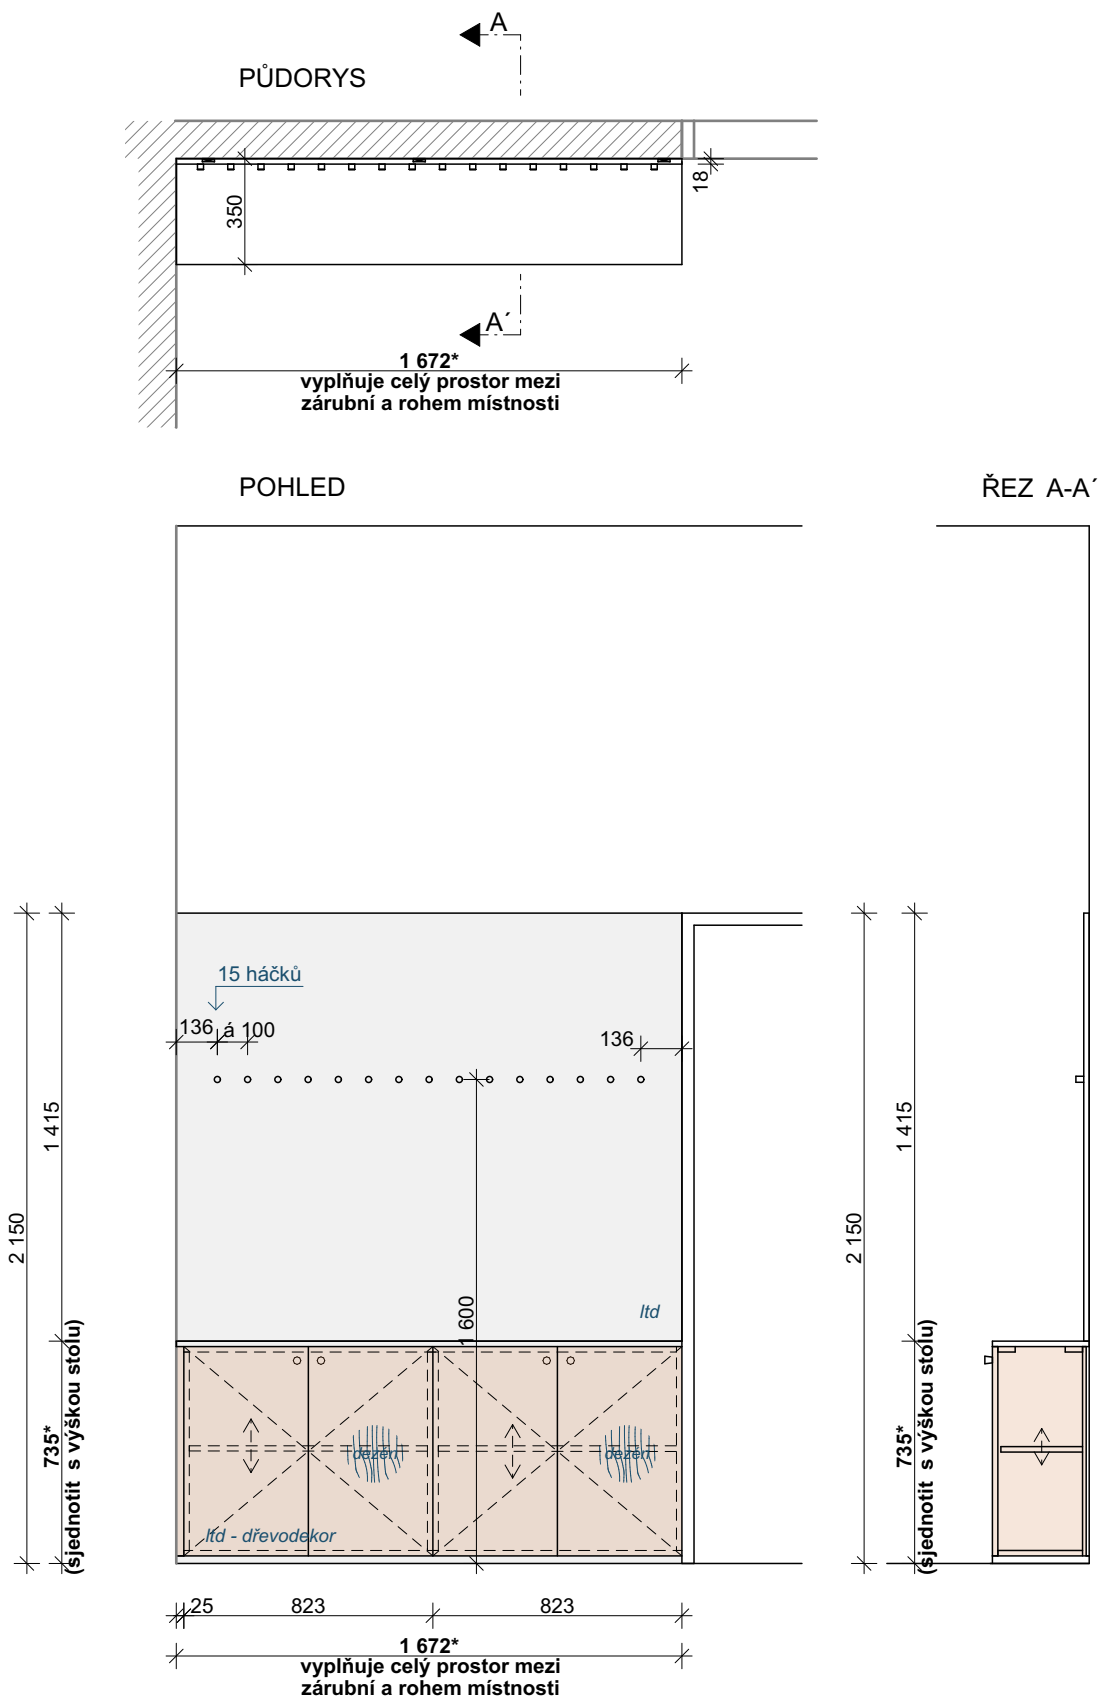 A
PŮDORYS
18
350
A´
1 672*
vyplňuje celý prostor mezi
zárubní a rohem místnosti
POHLED
ŘEZ A-A´
15 háčků
136
á 100
136
1 415
1 415
2 150
2 150
1 600
ltd
735*
(sjednotit s výškou stolu)
735*
(sjednotit s výškou stolu)
dezén
dezén
ltd - dřevodekor
25
823
823
1 672*
vyplňuje celý prostor mezi
zárubní a rohem místnosti